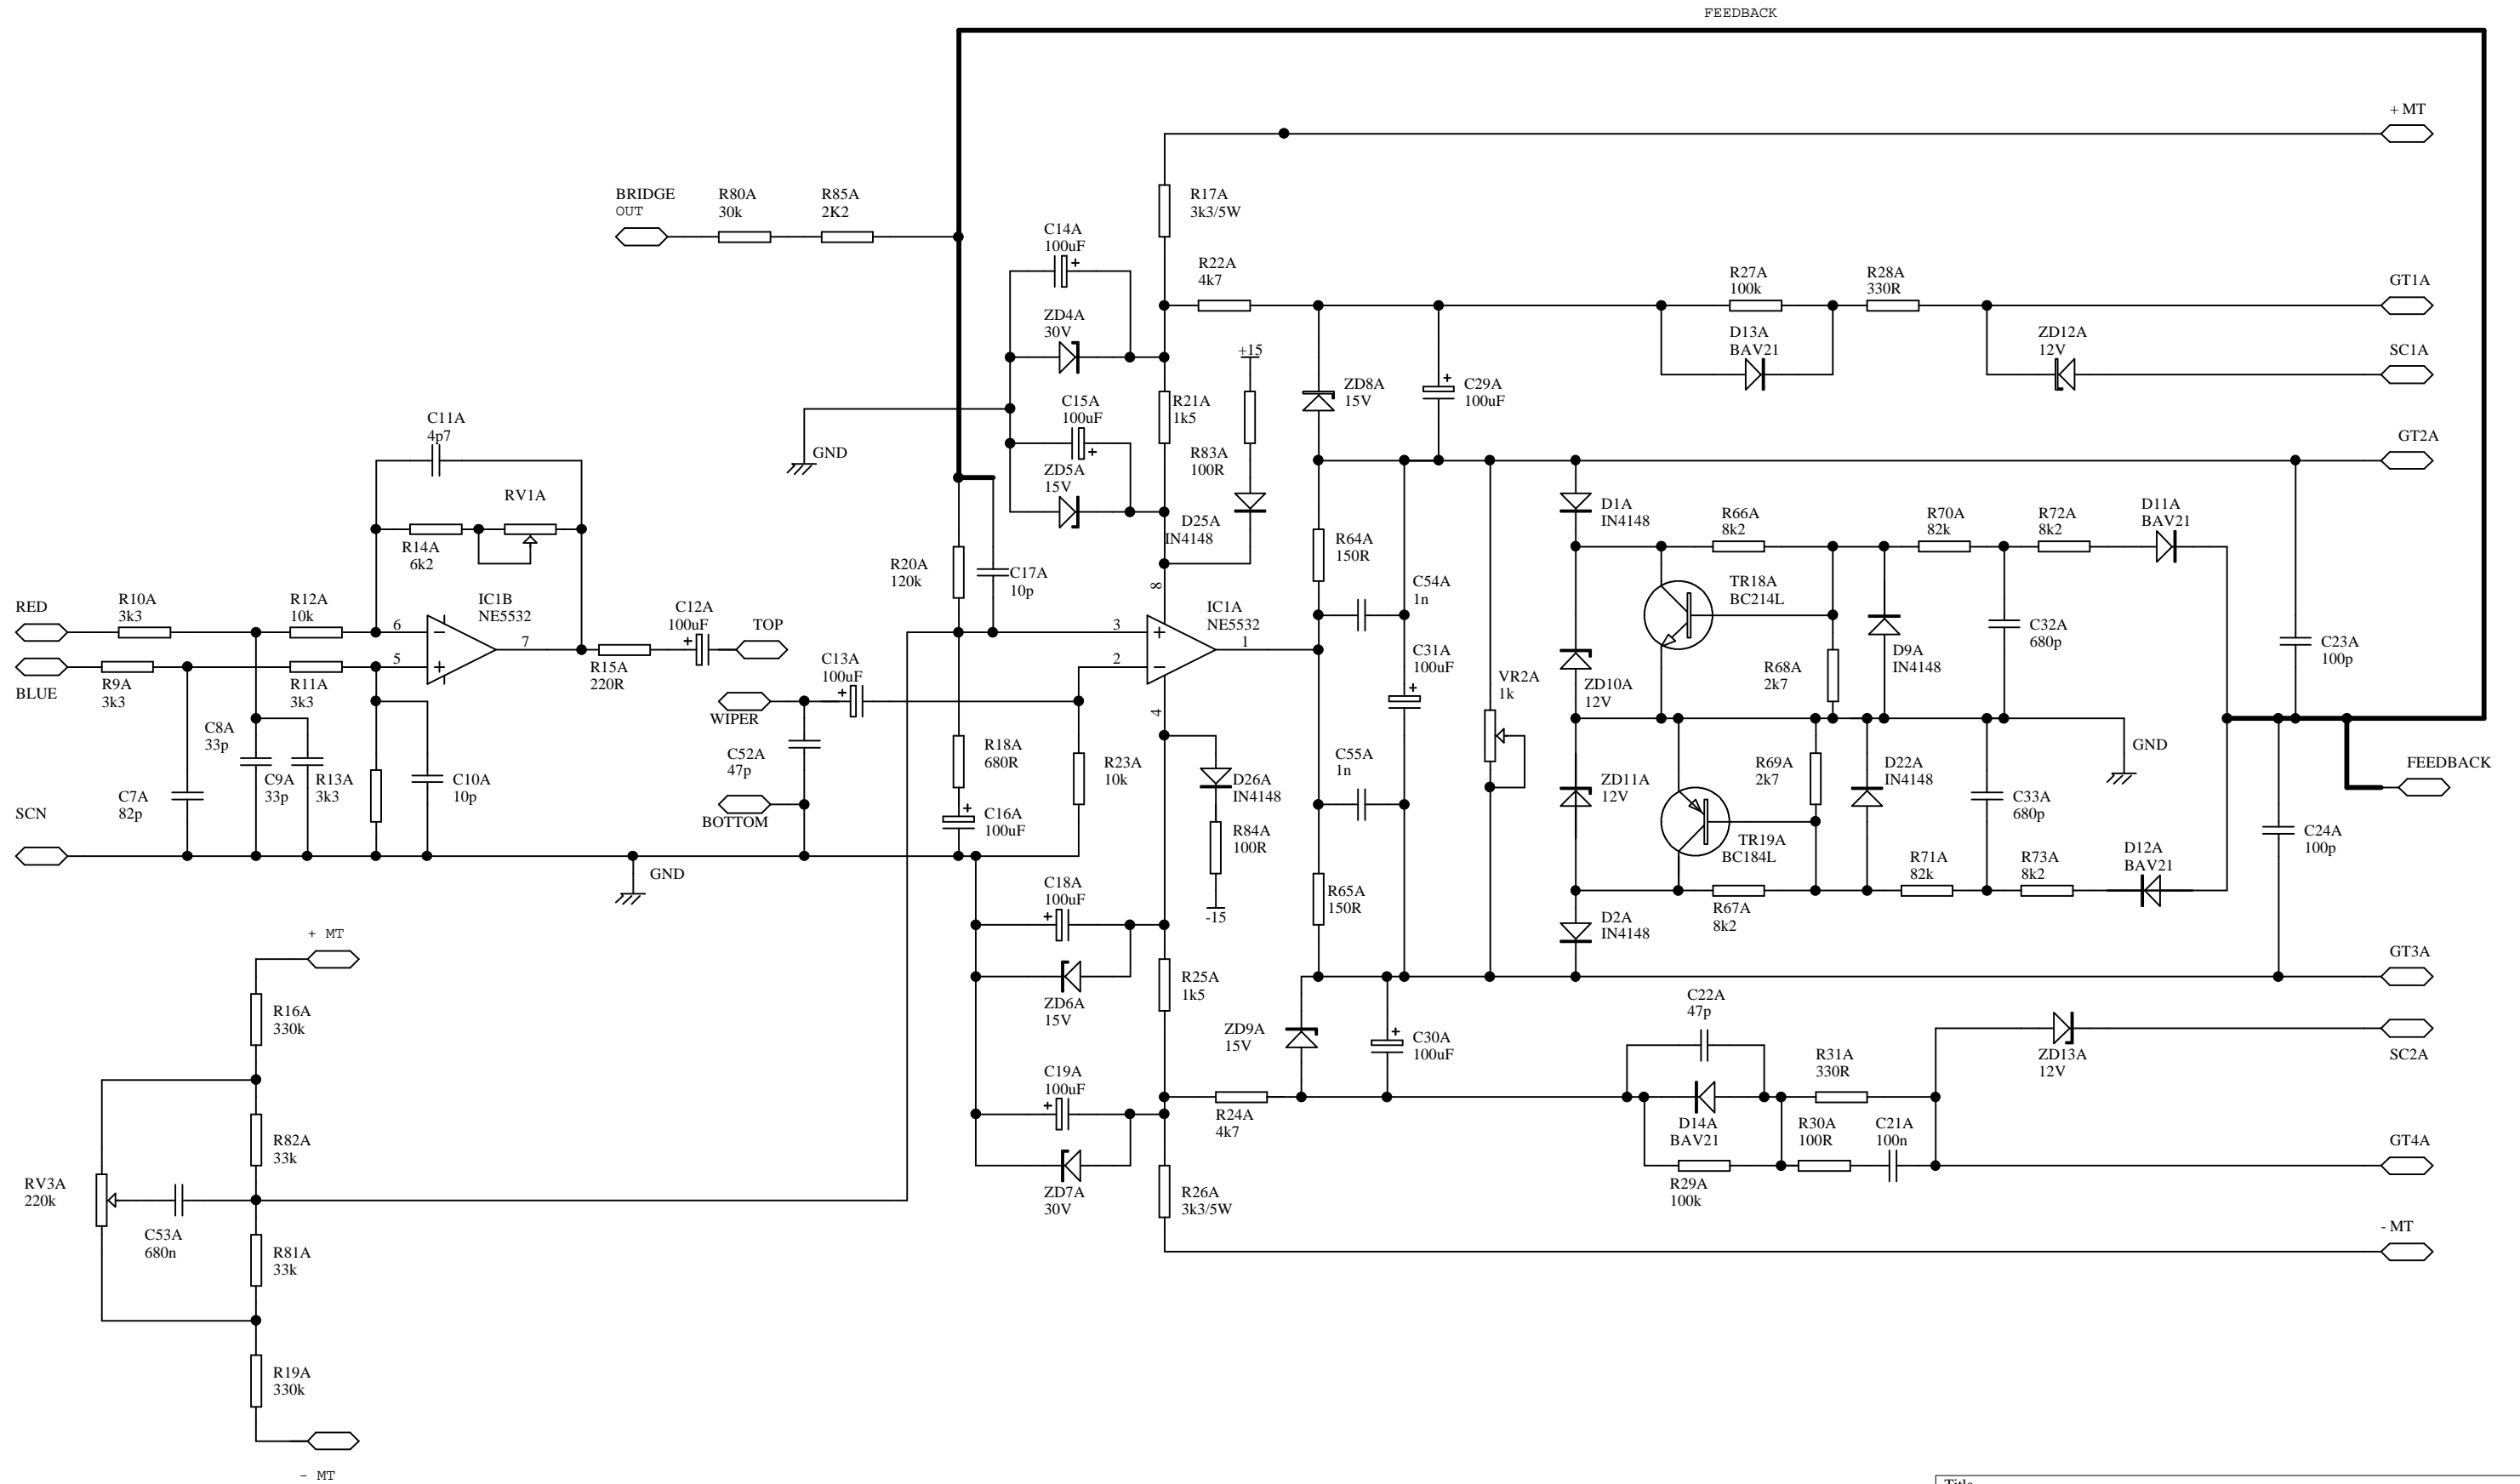 FEEDBACK
+ MT
BRIDGE
OUT
R80A
30k
R85A
2K2
R17A
3k3/5W
C14A
100uF
+
R22A
4k7
R27A
100k
R28A
330R
GT1A
ZD4A
30V
+15
D13A
BAV21
ZD12A
12V
SC1A
ZD8A
15V
+
C29A
100uF
C15A
100uF
+
R21A
1k5
C11A
4p7
GND
R83A
100R
GT2A
ZD5A
15V
RV1A
D25A
IN4148
D1A
IN4148
R66A
8k2
R70A
82k
R72A
8k2
D11A
BAV21
R14A
6k2
R20A
120k
C17A
10p
8
R64A
150R
C54A
1n
TR18A
BC214L
RED
R10A
3k3
R12A
10k
6
IC1B
NE5532
7
C12A
100uF
+
TOP
3
IC1A
NE5532
1
C32A
680p
D9A
IN4148
C23A
100p
BLUE
R9A
3k3
R11A
3k3
5
R15A
220R
C13A
100uF
+
2
C31A
100uF
+
R68A
2k7
ZD10A
12V
VR2A
1k
WIPER
4
C8A
33p
C9A
33p
R13A
3k3
C10A
10p
C7A
82p
C52A
47p
R18A
680R
R23A
10k
D26A
IN4148
C55A
1n
ZD11A
12V
R69A
2k7
D22A
IN4148
GND
FEEDBACK
C33A
680p
SCN
BOTTOM
+
C16A
100uF
R84A
100R
TR19A
BC184L
C24A
100p
GND
C18A
100uF
+
-15
R65A
150R
R71A
82k
R73A
8k2
D12A
BAV21
D2A
IN4148
R67A
8k2
+ MT
GT3A
R16A
330k
ZD6A
15V
R25A
1k5
ZD9A
15V
+
C30A
100uF
C22A
47p
R31A
330R
ZD13A
12V
SC2A
C19A
100uF
+
R24A
4k7
D14A
BAV21
R30A
100R
C21A
100n
GT4A
R82A
33k
RV3A
220k
ZD7A
30V
R26A
3k3/5W
R29A
100k
C53A
680n
R81A
33k
- MT
R19A
330k
- MT
Title